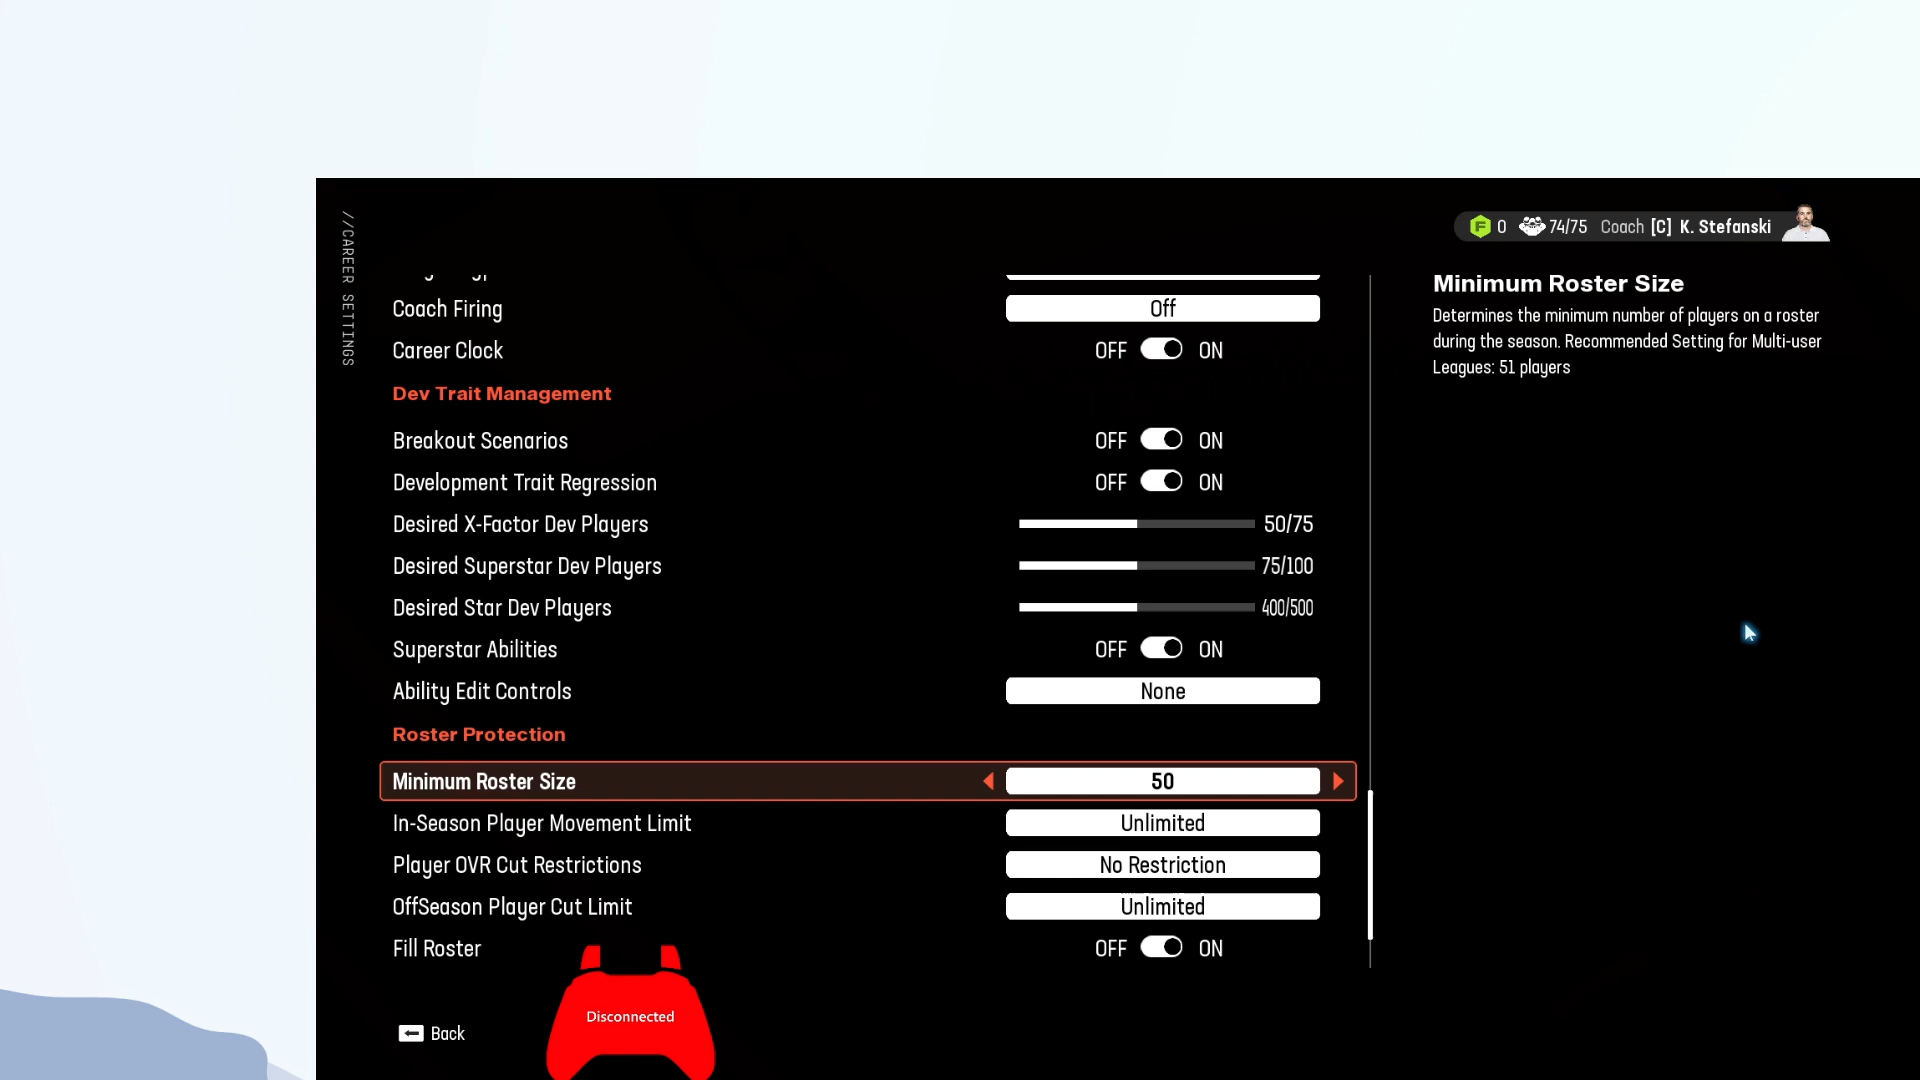 //CAREER SETTINGS
0 74/75 Coach [C] K. Stefanski
Coach Firing
Off
Career Clock
OFF ON
Dev Trait Management
Breakout Scenarios
OFF ON
Development Trait Regression
OFF ON
Desired X-Factor Dev Players
50/75
Desired Superstar Dev Players
75/100
Desired Star Dev Players
400/500
Superstar Abilities
OFF ON
Ability Edit Controls
None
Roster Protection
Minimum Roster Size
50
In-Season Player Movement Limit
Unlimited
Player OVR Cut Restrictions
No Restriction
OffSeason Player Cut Limit
Unlimited
Fill Roster
OFF ON
Back
Disconnected
Minimum Roster Size
Determines the minimum number of players on a roster
during the season. Recommended Setting for Multi-user
Leagues: 51 players